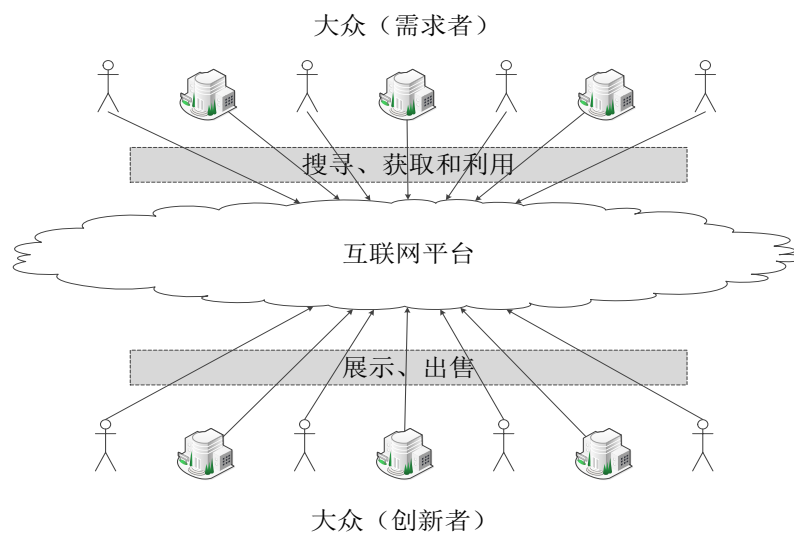 大众（需求者）
搜寻、获取和利用
互联网平台
展示、出售
大众（创新者）